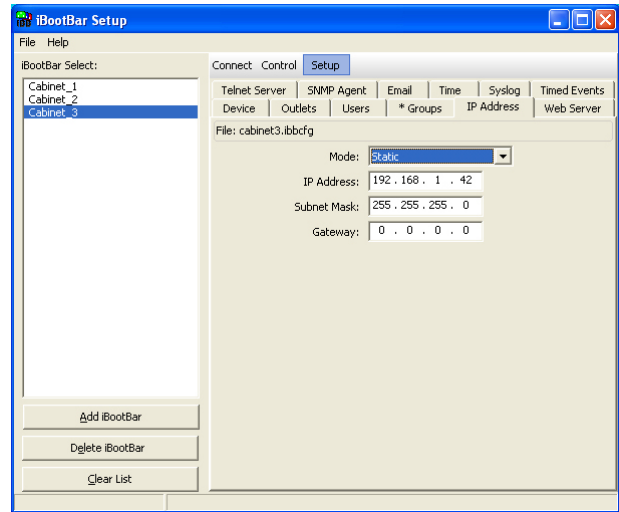 iBootBar Setup
File Help
iBootBar Select:
Cabinet_1
Cabinet_2
Cabinet_3
Add iBootBar
Delete iBootBar
Clear List
Connect Control Setup
Telnet Server SNMP Agent Email Time Syslog Timed Events
Device Outlets Users * Groups IP Address Web Server
File: cabinet3.ibbcfg
Mode: Static
IP Address: 192 . 168 . 1 . 42
Subnet Mask: 255 . 255 . 255 . 0
Gateway: 0 . 0 . 0 . 0